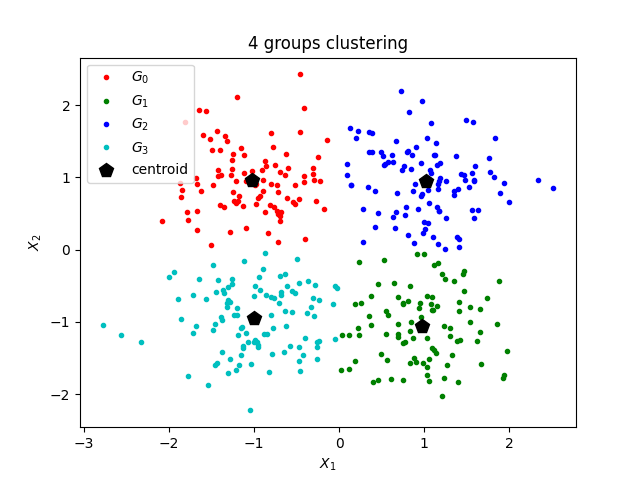 4 groups clustering
G₀
G₁
G₂
G₃
centroid
X₂
2
1
0
−1
−2
−3 −2 −1 0 1 2
X₁